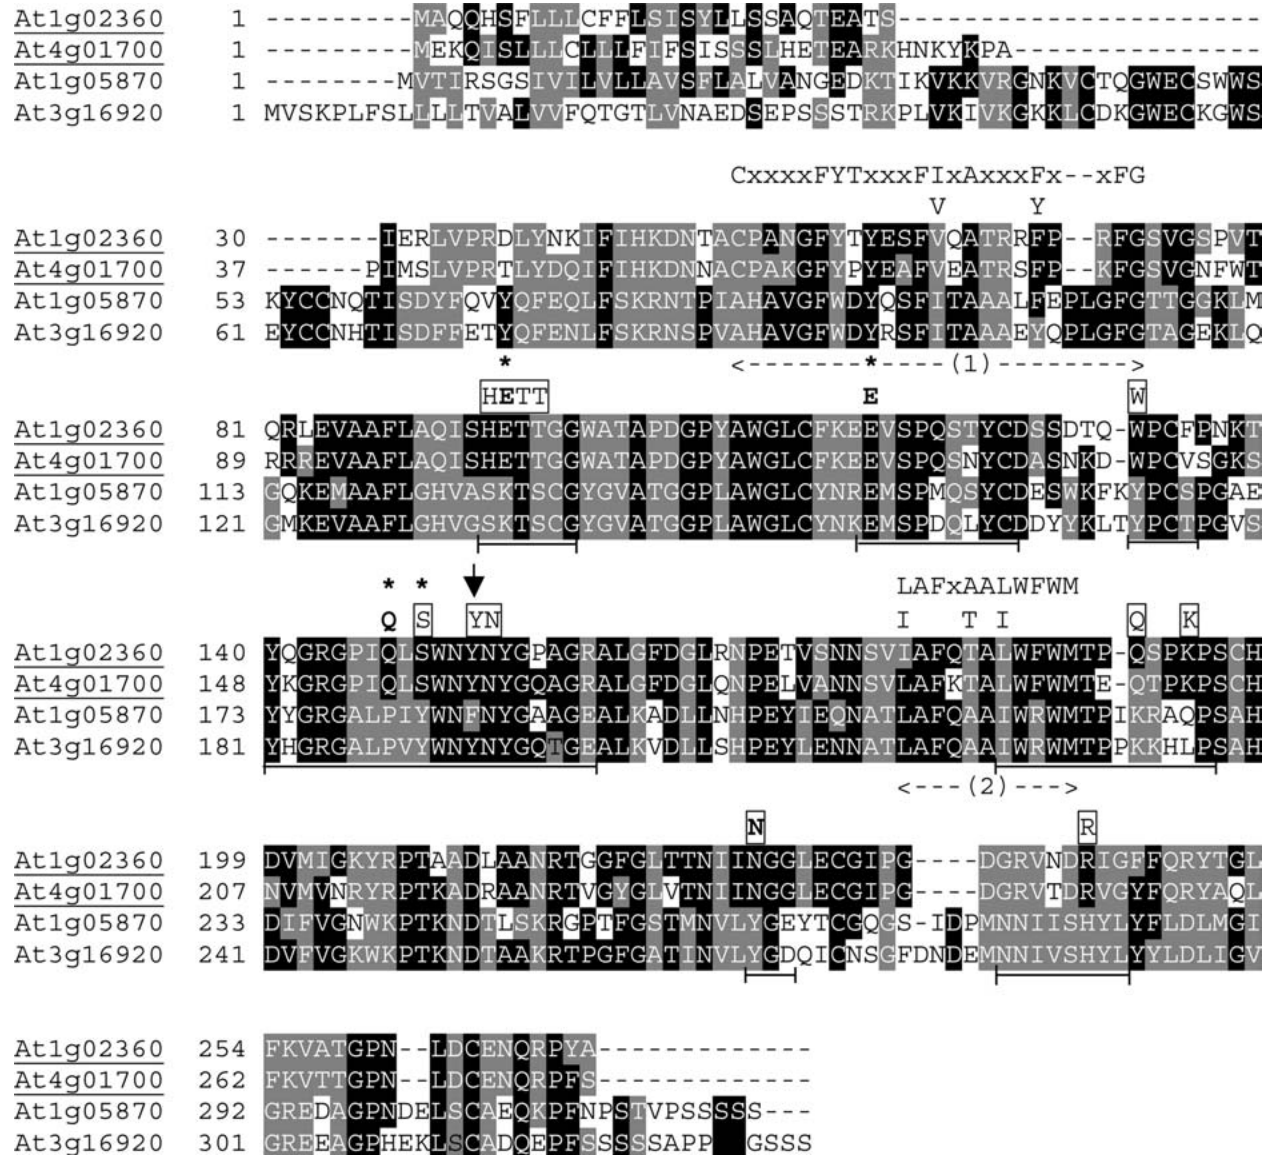 At1g02360 1 ---------MAQQHSFLLLCFFLSISYLLSSAQTEATS----------------------
At4g01700 1 ---------MEKQISLLLCLLLFIFSISSSLHETEARKHNKYKPA---------------
At1g05870 1 --------MVTIRSGSIVILVLLAVSFLALVANGEDKTIKVKKVRGNKVCTQGWECSWWS
At3g16920 1 MVSKPLFSLLLLTVALVVFQTGTLVNAEDSEPSSSTRKPLVKIVKGKKLCDKGWECKGWS
CxxxxFYTxxxFIxAxxxFx--xFG
V Y
At1g02360 30 -------IERLVPRDLYNKIFIHKDNTACPANGFYTYESFVQATRRFP--RFGSVGSPVT
At4g01700 37 ------PIMSLVPRTLYDQIFIHKDNNACPAKGFYPYEAFVEATRSFP--KFGSVGNFWT
At1g05870 53 KYCCNQTISDYFQVYQFEQLFSKRNTPIAHAVGFWDYQSFITAAALFEPLGFGTTGGKLM
At3g16920 61 EYCCNHTISDFFETYQFENLFSKRNSPVAHAVGFWDYRSFITAAAEYQPLGFGTAGEKLQ
* <-------*----(1)-------->
HETT E W
At1g02360 81 QRLEVAAFLAQISHETTGGWATAPDGPYAWGLCFKEEVSPQSTYCDSSDTQ-WPCFPNKT
At4g01700 89 RRREVAAFLAQISHETTGGWATAPDGPYAWGLCFKEEVSPQSNYCDASNKD-WPCVSGKS
At1g05870 113 GQKEMAAFLGHVASKTSCGYGVATGGPLAWGLCYNREMSPMQSYCDESWKFKYPCSPGAE
At3g16920 121 GMKEVAAFLGHVGSKTSCGYGVATGGPLAWGLCYNKEMSPDQLYCDDYYKLTYPCTPGVS
* * LAFxAALWFWM
Q S YN I T I Q K
At1g02360 140 YQGRGPIQLSWNYNYGPAGRALGFDGLRNPETVSNNSVIAFQTALWFWMTP-QSPKPSCH
At4g01700 148 YKGRGPIQLSWNYNYGQAGRALGFDGLQNPELVANNSVLAFKTALWFWMTE-QTPKPSCH
At1g05870 173 YYGRGALPIYWNFNYGAAGEALKADLLNHPEYIEQNATLAFQAAIWRWMTPIKRAQPSAH
At3g16920 181 YHGRGALPVYWNYNYGQTGEALKVDLLSHPEYLENNATLAFQAAIWRWMTPPKKHLPSAH
<---(2)--->
N R
At1g02360 199 DVMIGKYRPTAADLAANRTGGFGLTTNIINGGLECGIPG----DGRVNDRIGFFQRYTGL
At4g01700 207 NVMVNRYRPTKADRAANRTVGYGLVTNIINGGLECGIPG----DGRVTDRVGYFQRYAQL
At1g05870 233 DIFVGNWKPTKNDTLSKRGPTFGSTMNVLYGEYTCGQGS-IDPMNNIISHYLYFLDLMGI
At3g16920 241 DVFVGKWKPTKNDTAAKRTPGFGATINVLYGDQICNSGFDNDEMNNIVSHYLYYLDLIGV
At1g02360 254 FKVATGPN--LDCENQRPYA-------------
At4g01700 262 FKVTTGPN--LDCENQRPFS-------------
At1g05870 292 GREDAGPNDELSCAEQKPFNPSTVPSSSSS---
At3g16920 301 GREEAGPHEKLSCADQEPFSSSSSAPP GSSS